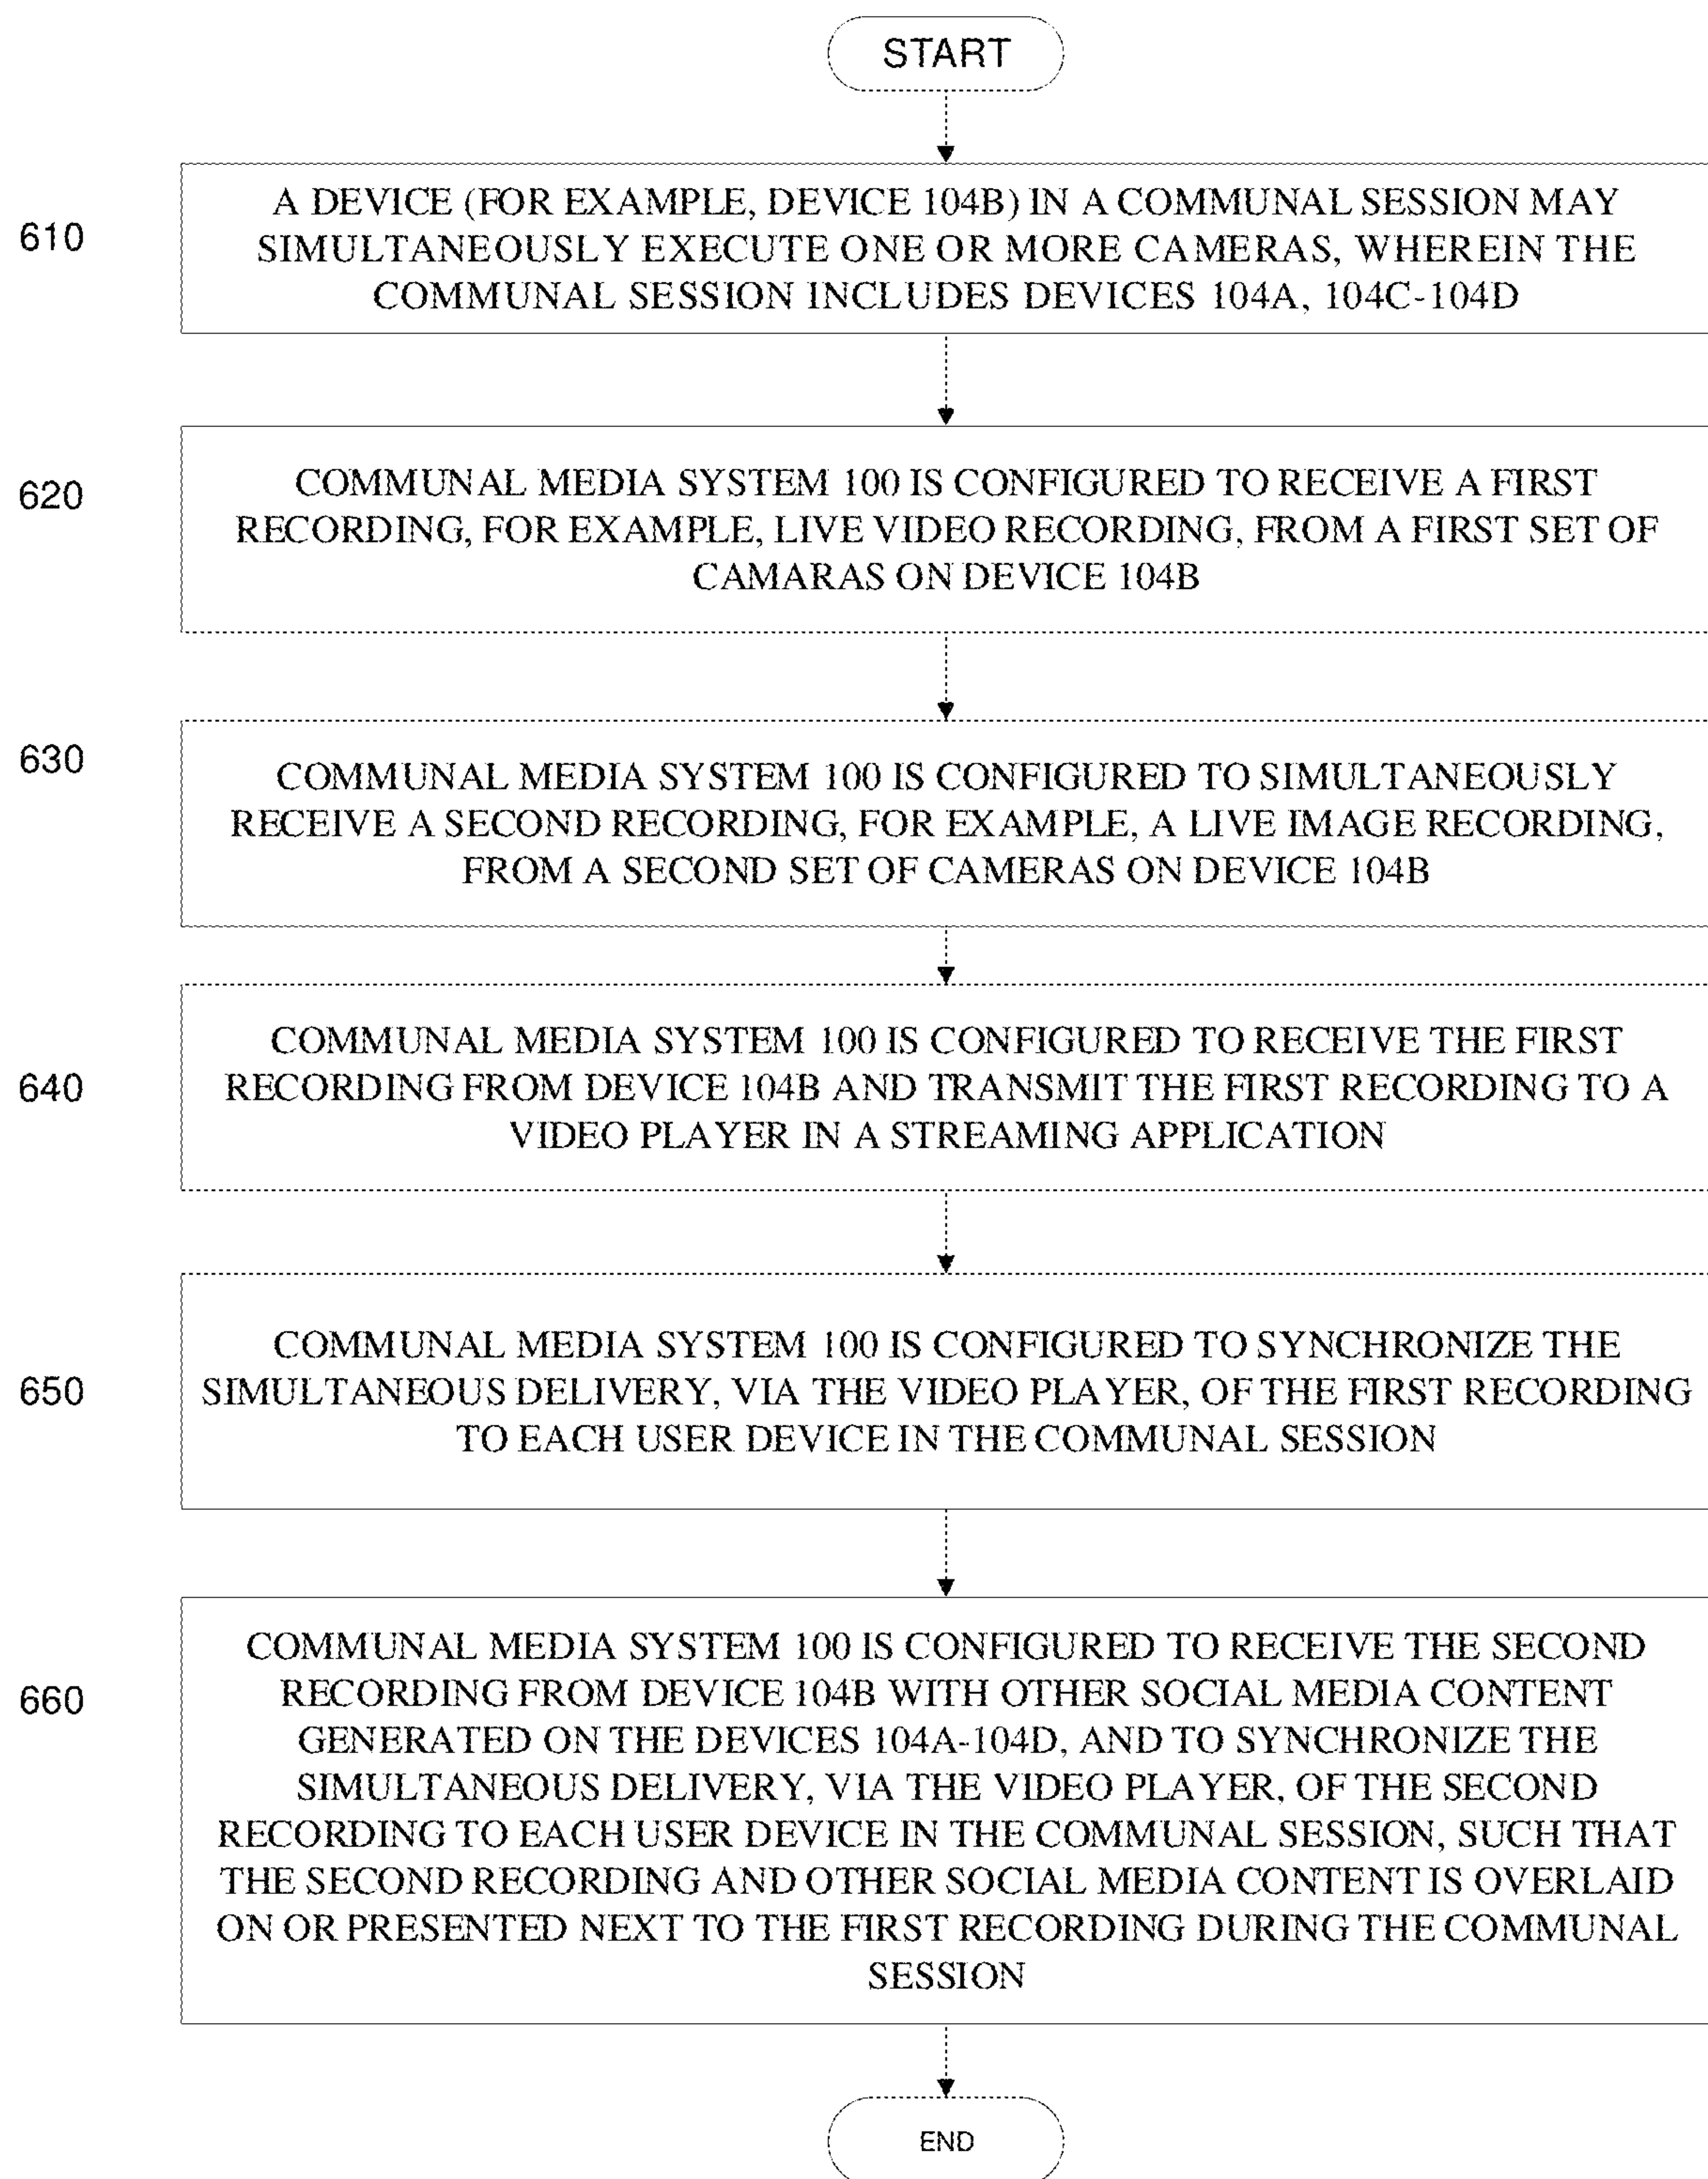 START
610
A DEVICE (FOR EXAMPLE, DEVICE 104B) IN A COMMUNAL SESSION MAY
SIMULTANEOUSLY EXECUTE ONE OR MORE CAMERAS, WHEREIN THE
COMMUNAL SESSION INCLUDES DEVICES 104A, 104C-104D
620
COMMUNAL MEDIA SYSTEM 100 IS CONFIGURED TO RECEIVE A FIRST
RECORDING, FOR EXAMPLE, LIVE VIDEO RECORDING, FROM A FIRST SET OF
CAMARAS ON DEVICE 104B
630
COMMUNAL MEDIA SYSTEM 100 IS CONFIGURED TO SIMULTANEOUSLY
RECEIVE A SECOND RECORDING, FOR EXAMPLE, A LIVE IMAGE RECORDING,
FROM A SECOND SET OF CAMERAS ON DEVICE 104B
640
COMMUNAL MEDIA SYSTEM 100 IS CONFIGURED TO RECEIVE THE FIRST
RECORDING FROM DEVICE 104B AND TRANSMIT THE FIRST RECORDING TO A
VIDEO PLAYER IN A STREAMING APPLICATION
650
COMMUNAL MEDIA SYSTEM 100 IS CONFIGURED TO SYNCHRONIZE THE
SIMULTANEOUS DELIVERY, VIA THE VIDEO PLAYER, OF THE FIRST RECORDING
TO EACH USER DEVICE IN THE COMMUNAL SESSION
660
COMMUNAL MEDIA SYSTEM 100 IS CONFIGURED TO RECEIVE THE SECOND
RECORDING FROM DEVICE 104B WITH OTHER SOCIAL MEDIA CONTENT
GENERATED ON THE DEVICES 104A-104D, AND TO SYNCHRONIZE THE
SIMULTANEOUS DELIVERY, VIA THE VIDEO PLAYER, OF THE SECOND
RECORDING TO EACH USER DEVICE IN THE COMMUNAL SESSION, SUCH THAT
THE SECOND RECORDING AND OTHER SOCIAL MEDIA CONTENT IS OVERLAID
ON OR PRESENTED NEXT TO THE FIRST RECORDING DURING THE COMMUNAL
SESSION
END